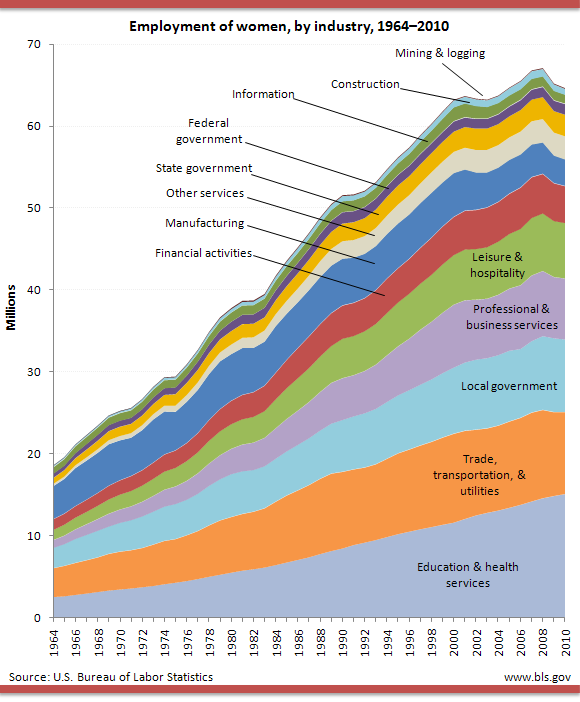 Employment of women, by industry, 1964–2010
70
60
50
40
30
20
10
0
Millions
Mining & logging
Construction
Information
Federal
government
State government
Other services
Manufacturing
Financial activities
Leisure &
hospitality
Professional &
business services
Local government
Trade,
transportation, &
utilities
Education & health
services
1964
1966
1968
1970
1972
1974
1976
1978
1980
1982
1984
1986
1988
1990
1992
1994
1996
1998
2000
2002
2004
2006
2008
2010
Source: U.S. Bureau of Labor Statistics
www.bls.gov